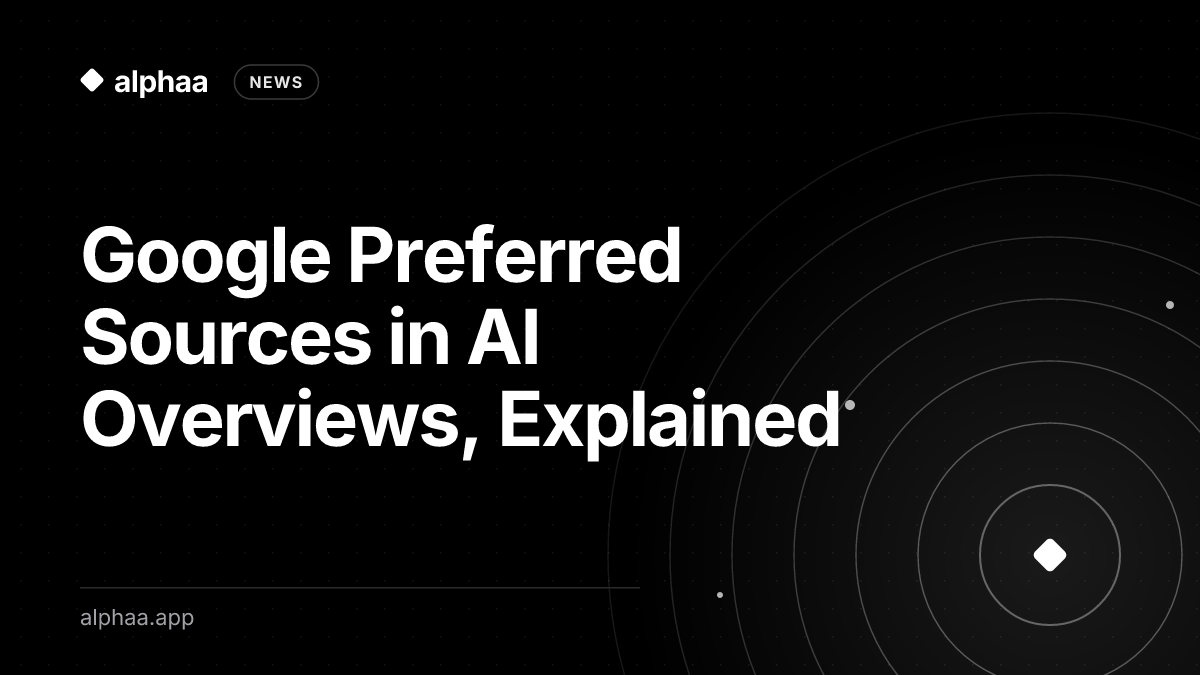 alphaa
NEWS
Google Preferred
Sources in AI
Overviews, Explained
alphaa.app